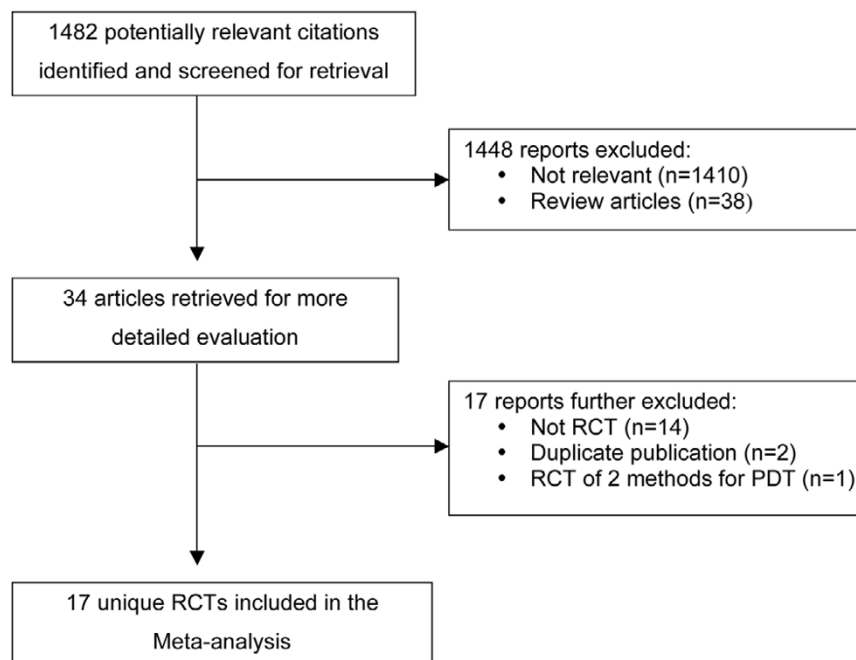 1482 potentially relevant citations
identified and screened for retrieval
1448 reports excluded:
• Not relevant (n=1410)
• Review articles (n=38)
34 articles retrieved for more
detailed evaluation
17 reports further excluded:
• Not RCT (n=14)
• Duplicate publication (n=2)
• RCT of 2 methods for PDT (n=1)
17 unique RCTs included in the
Meta-analysis